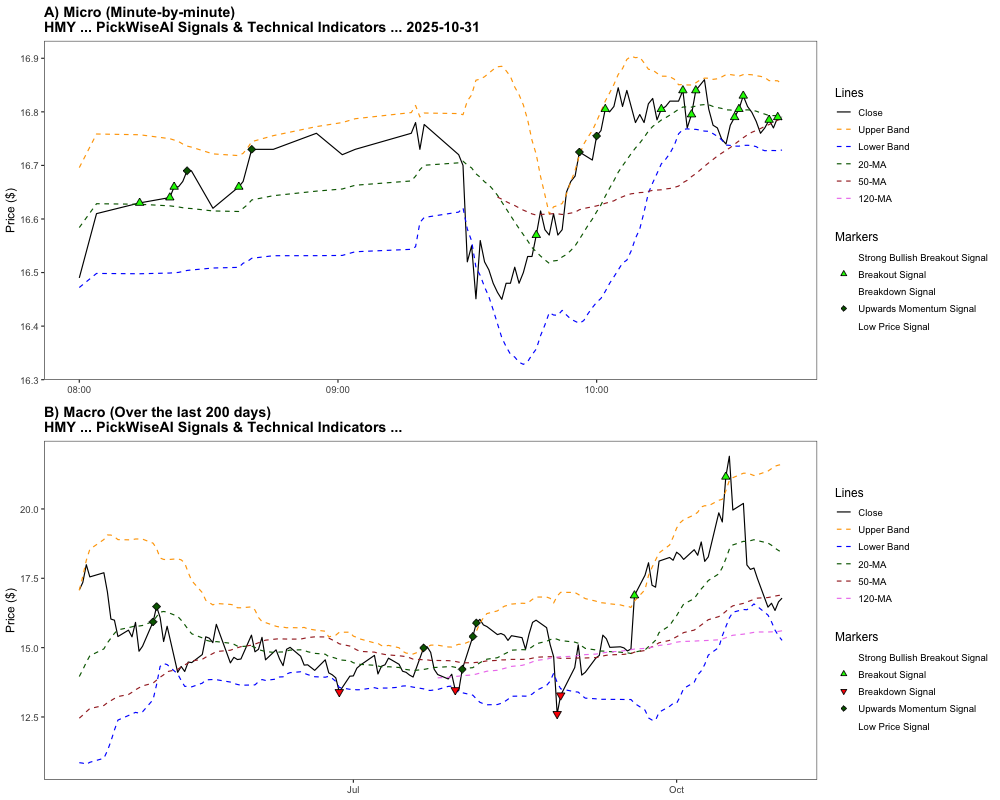 A) Micro (Minute-by-minute)
HMY ... PickWiseAI Signals & Technical Indicators ... 2025-10-31
Price ($)
16.9
16.8
16.7
16.6
16.5
16.4
16.3
08:00
09:00
10:00
Lines
Close
Upper Band
Lower Band
20-MA
50-MA
120-MA
Markers
Strong Bullish Breakout Signal
Breakout Signal
Breakdown Signal
Upwards Momentum Signal
Low Price Signal
B) Macro (Over the last 200 days)
HMY ... PickWiseAI Signals & Technical Indicators ...
Price ($)
20.0
17.5
15.0
12.5
Jul
Oct
Lines
Close
Upper Band
Lower Band
20-MA
50-MA
120-MA
Markers
Strong Bullish Breakout Signal
Breakout Signal
Breakdown Signal
Upwards Momentum Signal
Low Price Signal